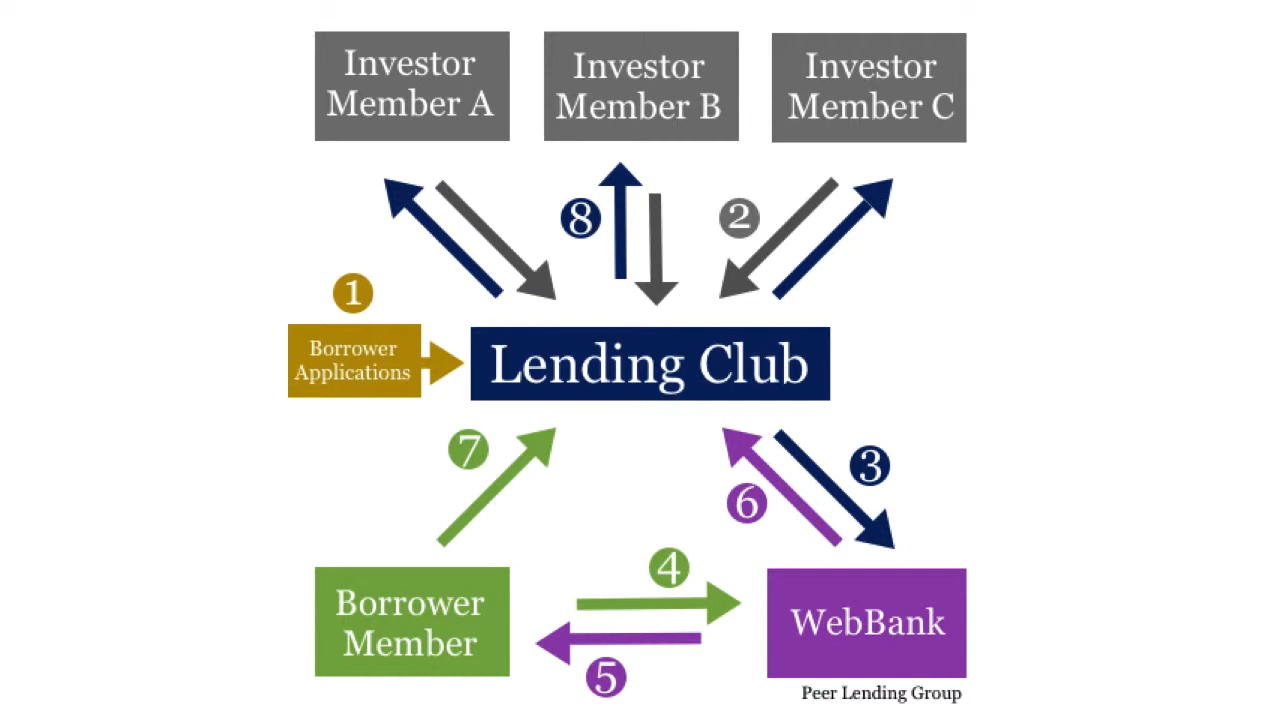 Investor
Member A
Investor
Member B
Investor
Member C
8
2
1
Borrower
Applications
Lending Club
7
3
6
4
Borrower
Member
WebBank
5
Peer Lending Group